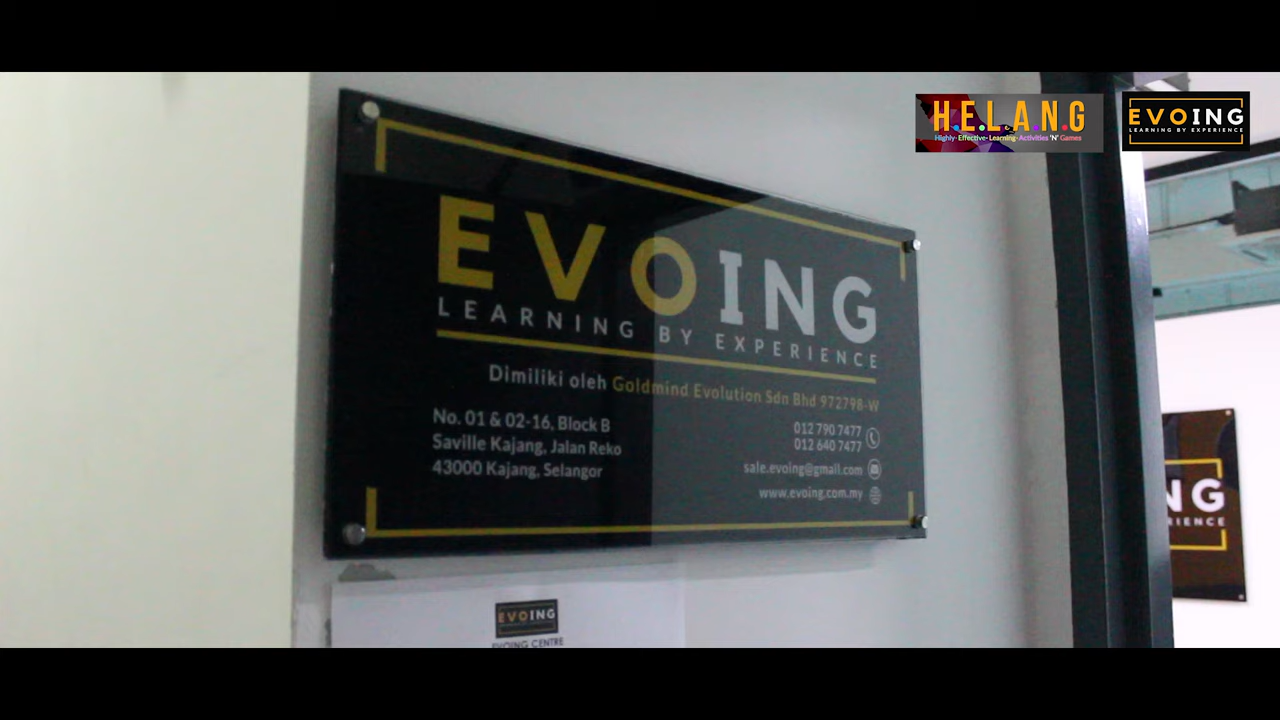 H.E.L.A.N.G
Highly- Effective- Learning- Activities 'N' Games
EVOING
LEARNING BY EXPERIENCE
EVOING
LEARNING BY EXPERIENCE
Dimiliki oleh Goldmind Evolution Sdn Bhd 972798-W
No. 01 & 02-16, Block B
Saville Kajang, Jalan Reko
43000 Kajang, Selangor
012 790 7477
012 640 7477
sale.evoing@gmail.com
www.evoing.com.my
NG
RIENCE
EVOING
EVOING CENTRE